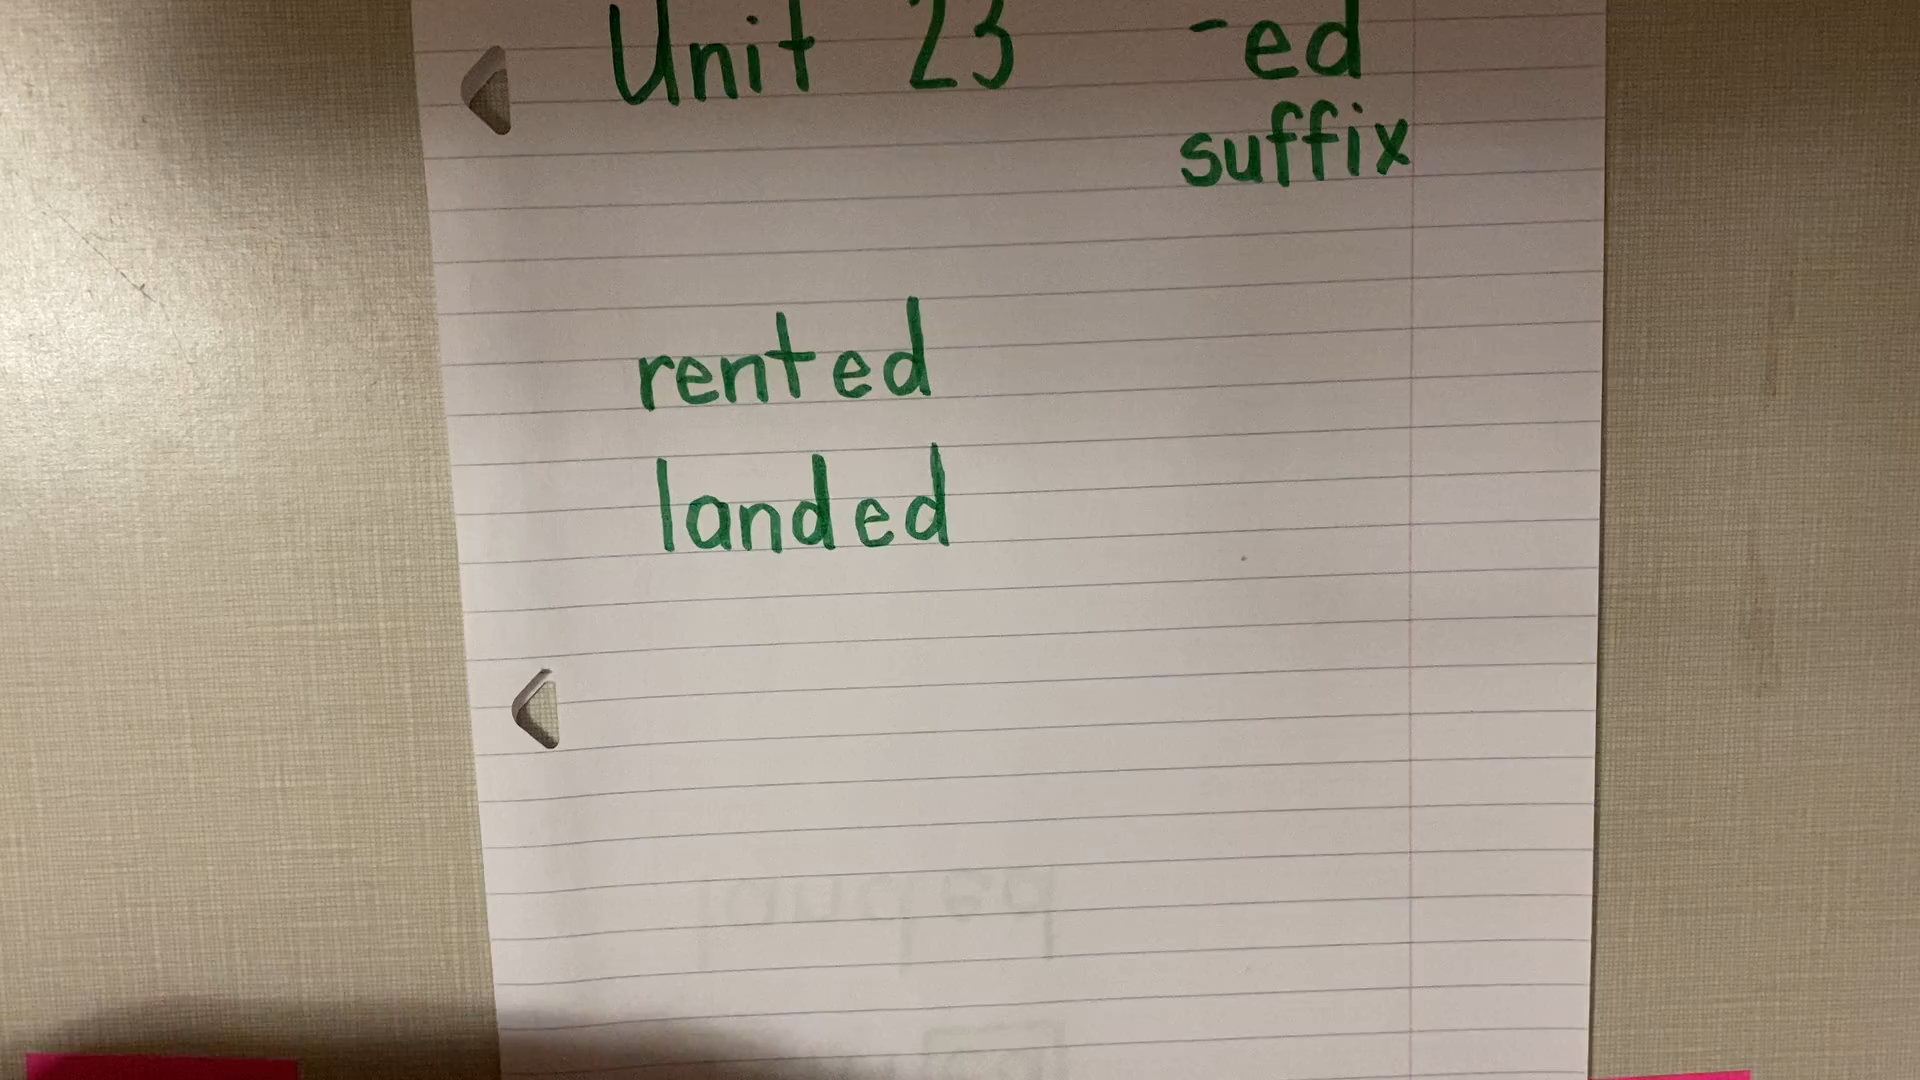 Unit 23 -ed
suffix
rented
landed